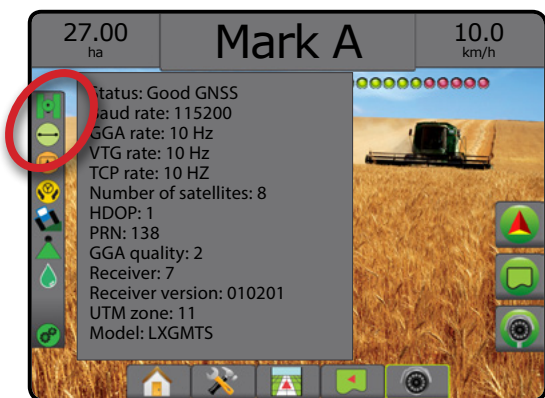 27.00
ha
Mark A
10.0
km/h
Status: Good GNSS
Baud rate: 115200
GGA rate: 10 Hz
VTG rate: 10 Hz
TCP rate: 10 HZ
Number of satellites: 8
HDOP: 1
PRN: 138
GGA quality: 2
Receiver: 7
Receiver version: 010201
UTM zone: 11
Model: LXGMTS